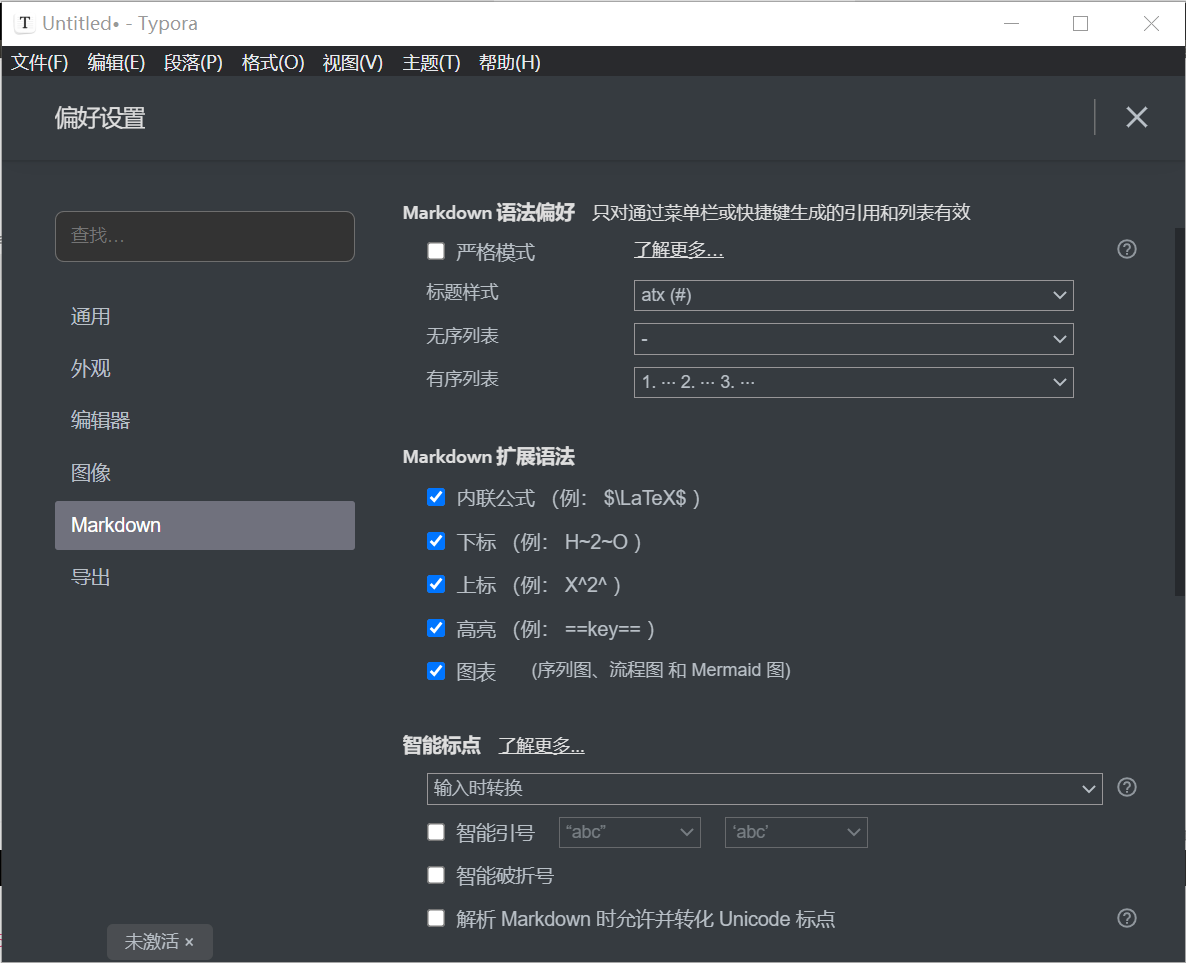 T Untitled• - Typora
文件(F) 编辑(E) 段落(P) 格式(O) 视图(V) 主题(T) 帮助(H)
偏好设置
查找…
通用
外观
编辑器
图像
Markdown
导出
Markdown 语法偏好 只对通过菜单栏或快捷键生成的引用和列表有效
严格模式 了解更多…
标题样式 atx (#)
无序列表 -
有序列表 1. ··· 2. ··· 3. ···
Markdown 扩展语法
内联公式 (例: $\LaTeX$ )
下标 (例: H~2~O )
上标 (例: X^2^ )
高亮 (例: ==key== )
图表 (序列图、流程图 和 Mermaid 图)
智能标点 了解更多...
输入时转换
智能引号 “abc” ‘abc’
智能破折号
解析 Markdown 时允许并转化 Unicode 标点
未激活 ×